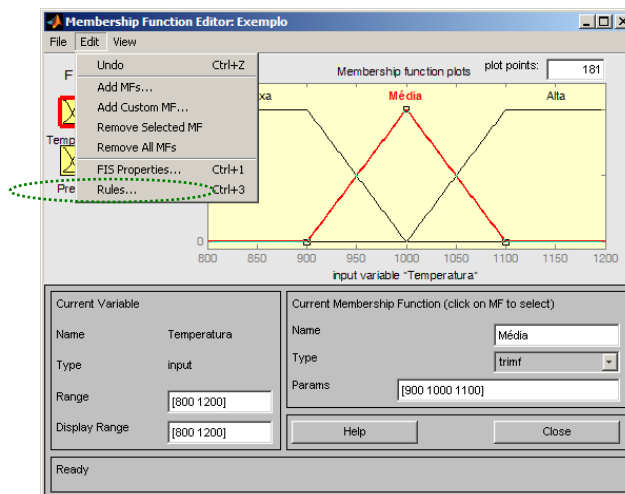 Membership Function Editor: Exemplo
File Edit View
Undo Ctrl+Z
Add MFs...
Add Custom MF...
Remove Selected MF
Remove All MFs
FIS Properties... Ctrl+1
Rules... Ctrl+3
F
Temp
Pre
Membership function plots plot points: 181
xa Média Alta
0
800 850 900 950 1000 1050 1100 1150 1200
input variable "Temperatura"
Current Variable
Name Temperatura
Type input
Range [800 1200]
Display Range [800 1200]
Current Membership Function (click on MF to select)
Name Média
Type trimf
Params [900 1000 1100]
Help Close
Ready